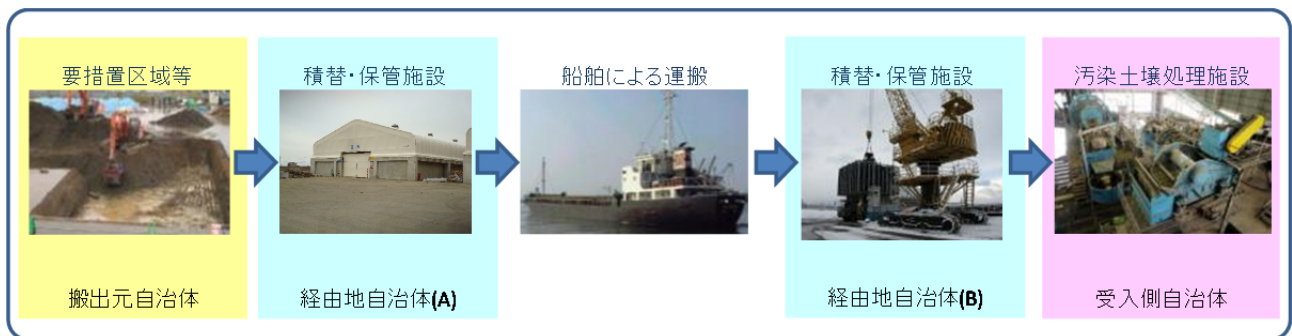 要措置区域等
積替・保管施設
船舶による運搬
積替・保管施設
汚染土壌処理施設
搬出元自治体
経由地自治体(A)
経由地自治体(B)
受入側自治体